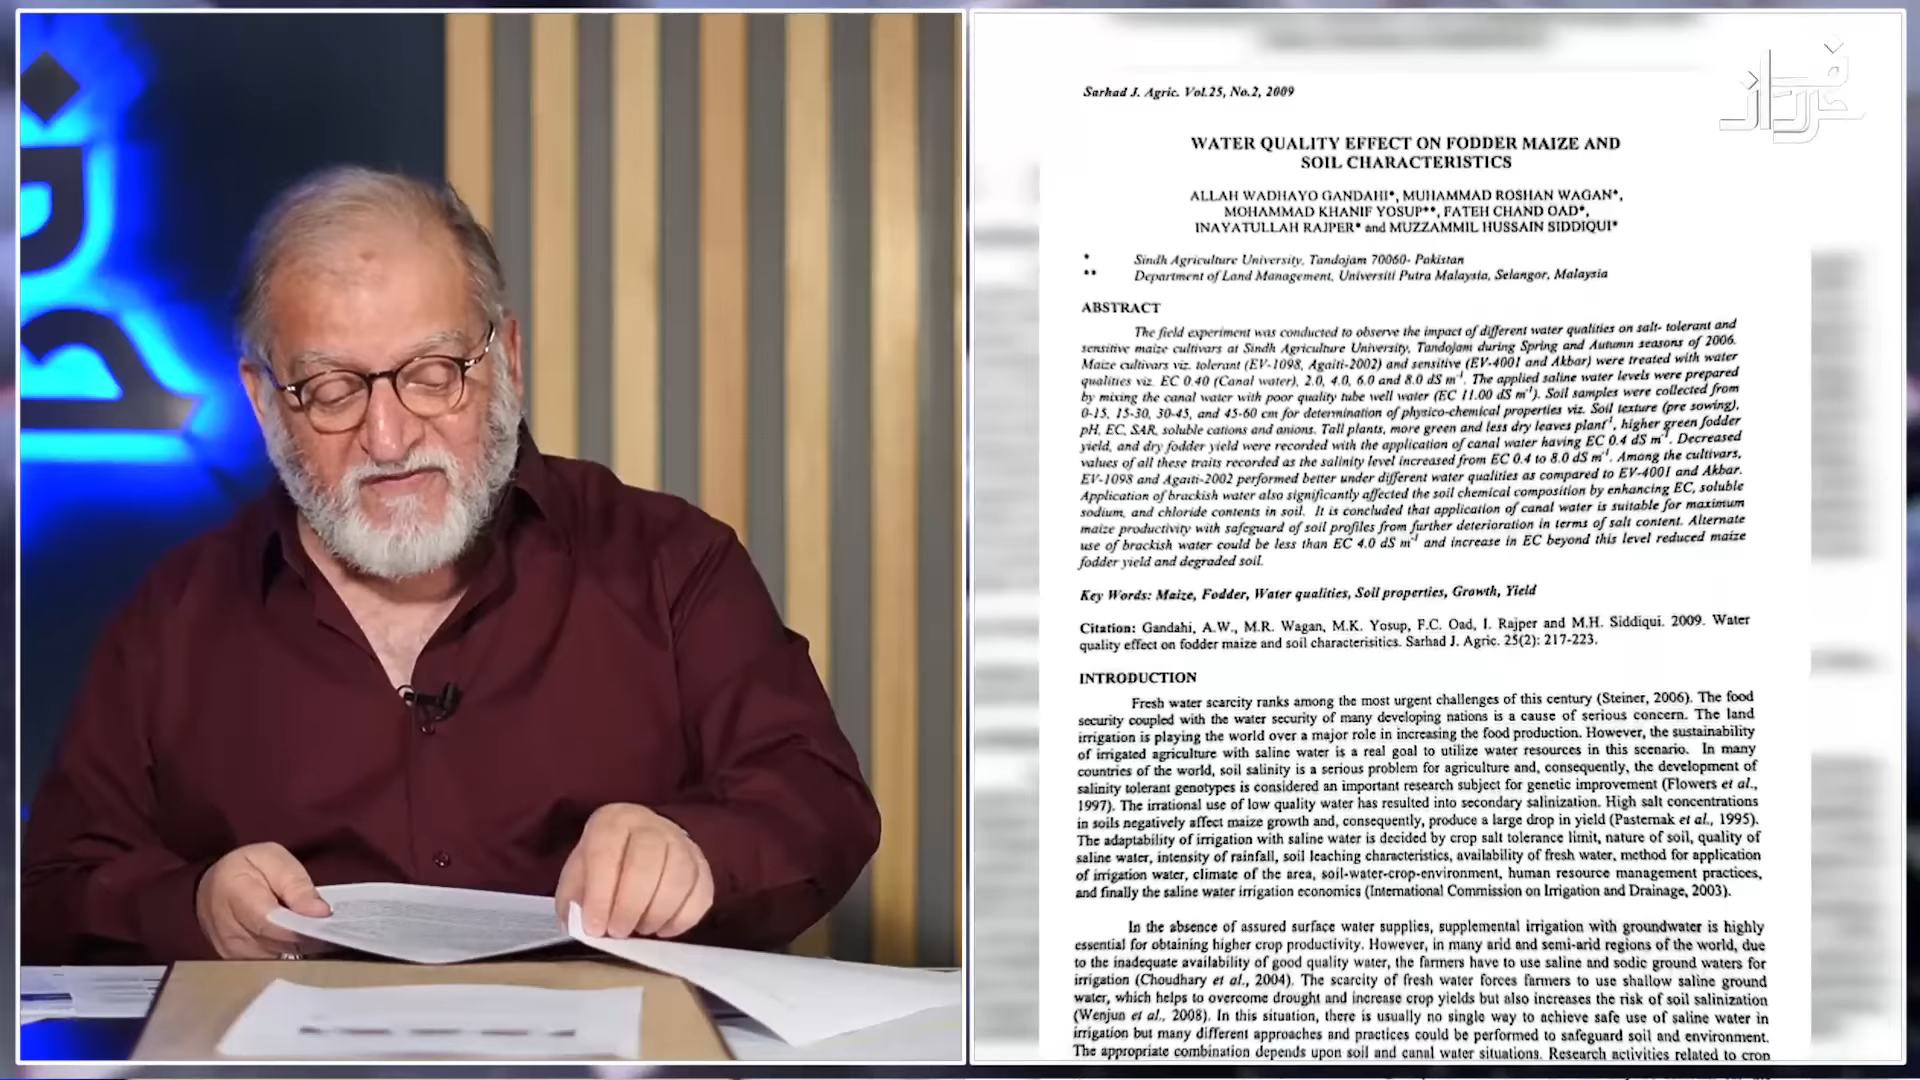 Sarhad J. Agric. Vol.25, No.2, 2009
WATER QUALITY EFFECT ON FODDER MAIZE AND
SOIL CHARACTERISTICS
ALLAH WADHAYO GANDAHI*, MUHAMMAD ROSHAN WAGAN*,
MOHAMMAD KHANIF YOSUP**, FATEH CHAND OAD*,
INAYATULLAH RAJPER* and MUZZAMMIL HUSSAIN SIDDIQUI*
* Sindh Agriculture University, Tandojam 70060- Pakistan
** Department of Land Management, Universiti Putra Malaysia, Selangor, Malaysia
ABSTRACT
The field experiment was conducted to observe the impact of different water qualities on salt- tolerant and
sensitive maize cultivars at Sindh Agriculture University, Tandojam during Spring and Autumn seasons of 2006.
Maize cultivars viz. tolerant (EV-1098, Agaiti-2002) and sensitive (EV-4001 and Akbar) were treated with water
qualities viz. EC 0.40 (Canal water), 2.0, 4.0, 6.0 and 8.0 dS m⁻¹. The applied saline water levels were prepared
by mixing the canal water with poor quality tube well water (EC 11.00 dS m⁻¹). Soil samples were collected from
0-15, 15-30, 30-45, and 45-60 cm for determination of physico-chemical properties viz. Soil texture (pre sowing),
pH, EC, SAR, soluble cations and anions. Tall plants, more green and less dry leaves plant⁻¹, higher green fodder
yield, and dry fodder yield were recorded with the application of canal water having EC 0.4 dS m⁻¹. Decreased
values of all these traits recorded as the salinity level increased from EC 0.4 to 8.0 dS m⁻¹. Among the cultivars,
EV-1098 and Agaiti-2002 performed better under different water qualities as compared to EV-4001 and Akbar.
Application of brackish water also significantly affected the soil chemical composition by enhancing EC, soluble
sodium, and chloride contents in soil. It is concluded that application of canal water is suitable for maximum
maize productivity with safeguard of soil profiles from further deterioration in terms of salt content. Alternate
use of brackish water could be less than EC 4.0 dS m⁻¹ and increase in EC beyond this level reduced maize
fodder yield and degraded soil.
Key Words: Maize, Fodder, Water qualities, Soil properties, Growth, Yield
Citation: Gandahi, A.W., M.R. Wagan, M.K. Yosup, F.C. Oad, I. Rajper and M.H. Siddiqui. 2009. Water
quality effect on fodder maize and soil characterisitics. Sarhad J. Agric. 25(2): 217-223.
INTRODUCTION
Fresh water scarcity ranks among the most urgent challenges of this century (Steiner, 2006). The food
security coupled with the water security of many developing nations is a cause of serious concern. The land
irrigation is playing the world over a major role in increasing the food production. However, the sustainability
of irrigated agriculture with saline water is a real goal to utilize water resources in this scenario. In many
countries of the world, soil salinity is a serious problem for agriculture and, consequently, the development of
salinity tolerant genotypes is considered an important research subject for genetic improvement (Flowers et al.,
1997). The irrational use of low quality water has resulted into secondary salinization. High salt concentrations
in soils negatively affect maize growth and, consequently, produce a large drop in yield (Pasternak et al., 1995).
The adaptability of irrigation with saline water is decided by crop salt tolerance limit, nature of soil, quality of
saline water, intensity of rainfall, soil leaching characteristics, availability of fresh water, method for application
of irrigation water, climate of the area, soil-water-crop-environment, human resource management practices,
and finally the saline water irrigation economics (International Commission on Irrigation and Drainage, 2003).
In the absence of assured surface water supplies, supplemental irrigation with groundwater is highly
essential for obtaining higher crop productivity. However, in many arid and semi-arid regions of the world, due
to the inadequate availability of good quality water, the farmers have to use saline and sodic ground waters for
irrigation (Choudhary et al., 2004). The scarcity of fresh water forces farmers to use shallow saline ground
water, which helps to overcome drought and increase crop yields but also increases the risk of soil salinization
(Wenjun et al., 2008). In this situation, there is usually no single way to achieve safe use of saline water in
irrigation but many different approaches and practices could be performed to safeguard soil and environment.
The appropriate combination depends upon soil and canal water situations. Research activities related to crop